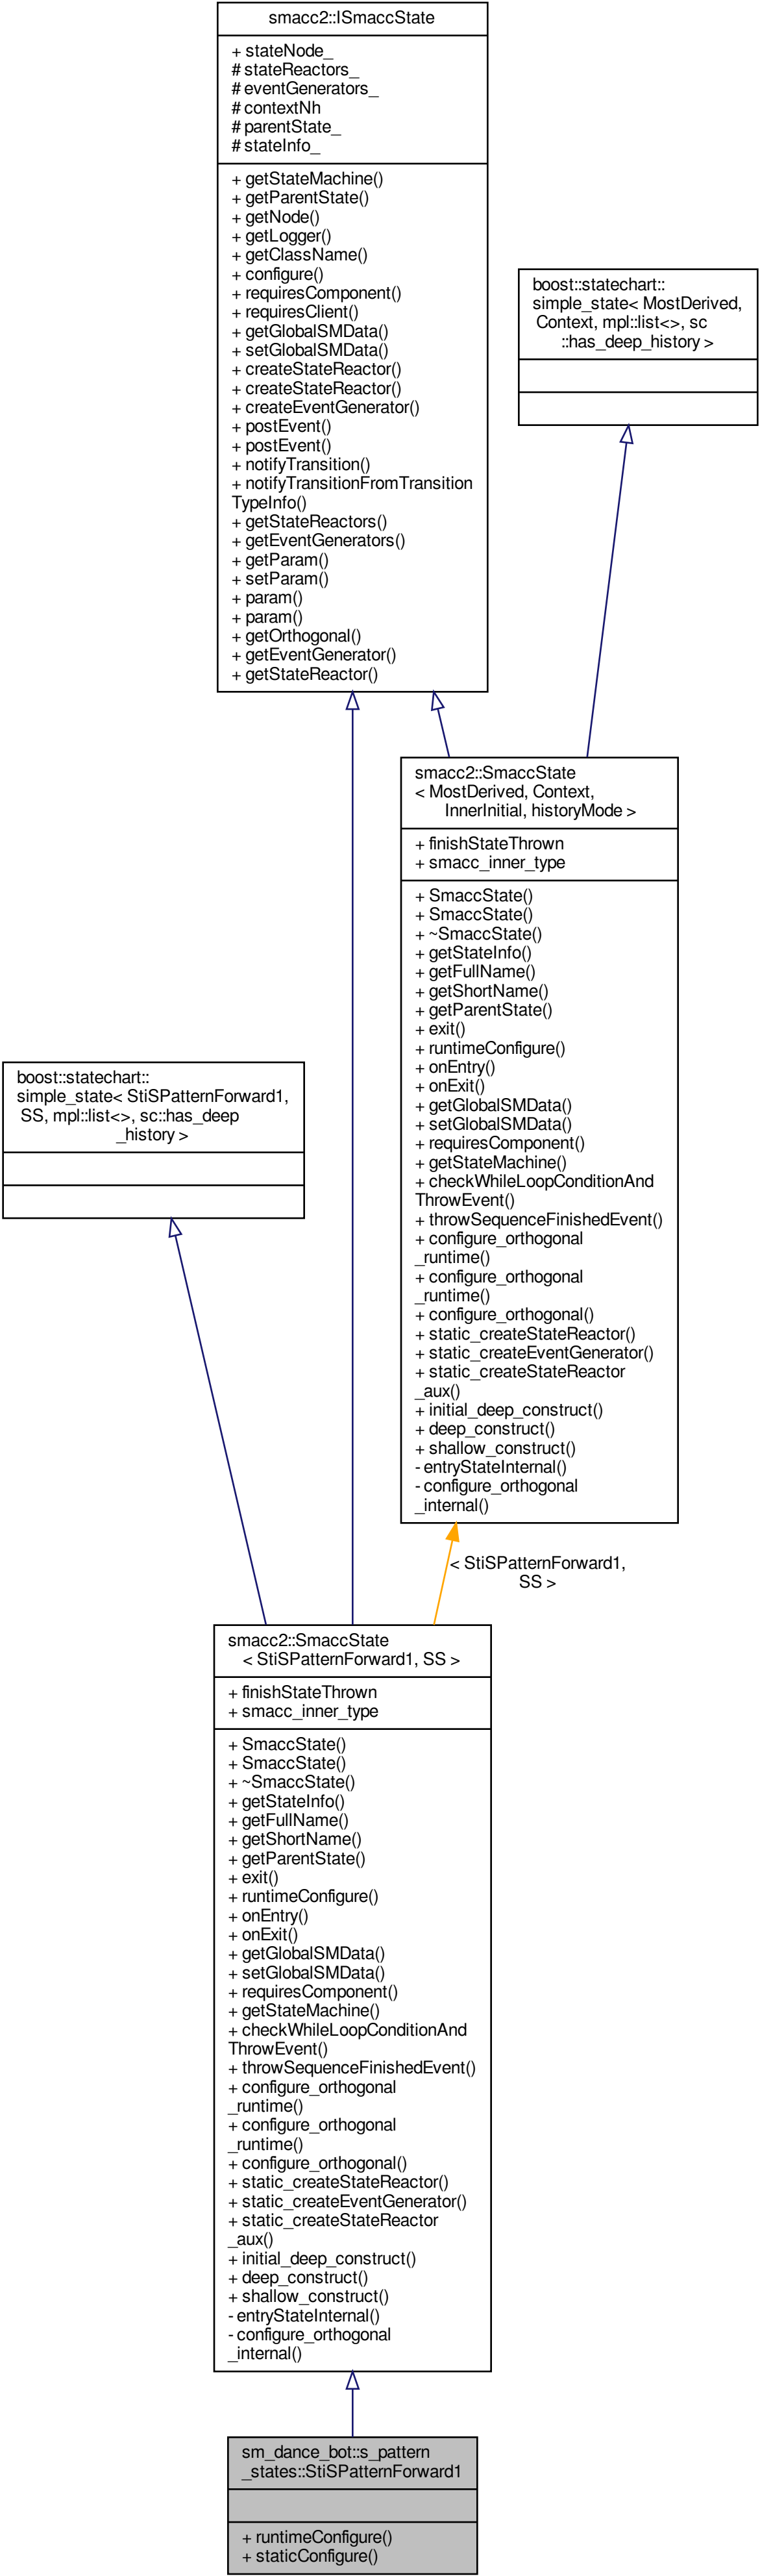 smacc2::ISmaccState
+ stateNode_
# stateReactors_
# eventGenerators_
# contextNh
# parentState_
# stateInfo_
+ getStateMachine()
+ getParentState()
+ getNode()
+ getLogger()
+ getClassName()
+ configure()
+ requiresComponent()
+ requiresClient()
+ getGlobalSMData()
+ setGlobalSMData()
+ createStateReactor()
+ createStateReactor()
+ createEventGenerator()
+ postEvent()
+ postEvent()
+ notifyTransition()
+ notifyTransitionFromTransition
TypeInfo()
+ getStateReactors()
+ getEventGenerators()
+ getParam()
+ setParam()
+ param()
+ param()
+ getOrthogonal()
+ getEventGenerator()
+ getStateReactor()
boost::statechart::
simple_state< MostDerived,
Context, mpl::list<>, sc
::has_deep_history >
smacc2::SmaccState
< MostDerived, Context,
InnerInitial, historyMode >
+ finishStateThrown
+ smacc_inner_type
+ SmaccState()
+ SmaccState()
+ ~SmaccState()
+ getStateInfo()
+ getFullName()
+ getShortName()
+ getParentState()
+ exit()
+ runtimeConfigure()
+ onEntry()
+ onExit()
+ getGlobalSMData()
+ setGlobalSMData()
+ requiresComponent()
+ getStateMachine()
+ checkWhileLoopConditionAnd
ThrowEvent()
+ throwSequenceFinishedEvent()
+ configure_orthogonal
_runtime()
+ configure_orthogonal
_runtime()
+ configure_orthogonal()
+ static_createStateReactor()
+ static_createEventGenerator()
+ static_createStateReactor
_aux()
+ initial_deep_construct()
+ deep_construct()
+ shallow_construct()
- entryStateInternal()
- configure_orthogonal
_internal()
boost::statechart::
simple_state< StiSPatternForward1,
SS, mpl::list<>, sc::has_deep
_history >
< StiSPatternForward1,
SS >
smacc2::SmaccState
< StiSPatternForward1, SS >
+ finishStateThrown
+ smacc_inner_type
+ SmaccState()
+ SmaccState()
+ ~SmaccState()
+ getStateInfo()
+ getFullName()
+ getShortName()
+ getParentState()
+ exit()
+ runtimeConfigure()
+ onEntry()
+ onExit()
+ getGlobalSMData()
+ setGlobalSMData()
+ requiresComponent()
+ getStateMachine()
+ checkWhileLoopConditionAnd
ThrowEvent()
+ throwSequenceFinishedEvent()
+ configure_orthogonal
_runtime()
+ configure_orthogonal
_runtime()
+ configure_orthogonal()
+ static_createStateReactor()
+ static_createEventGenerator()
+ static_createStateReactor
_aux()
+ initial_deep_construct()
+ deep_construct()
+ shallow_construct()
- entryStateInternal()
- configure_orthogonal
_internal()
sm_dance_bot::s_pattern
_states::StiSPatternForward1
+ runtimeConfigure()
+ staticConfigure()